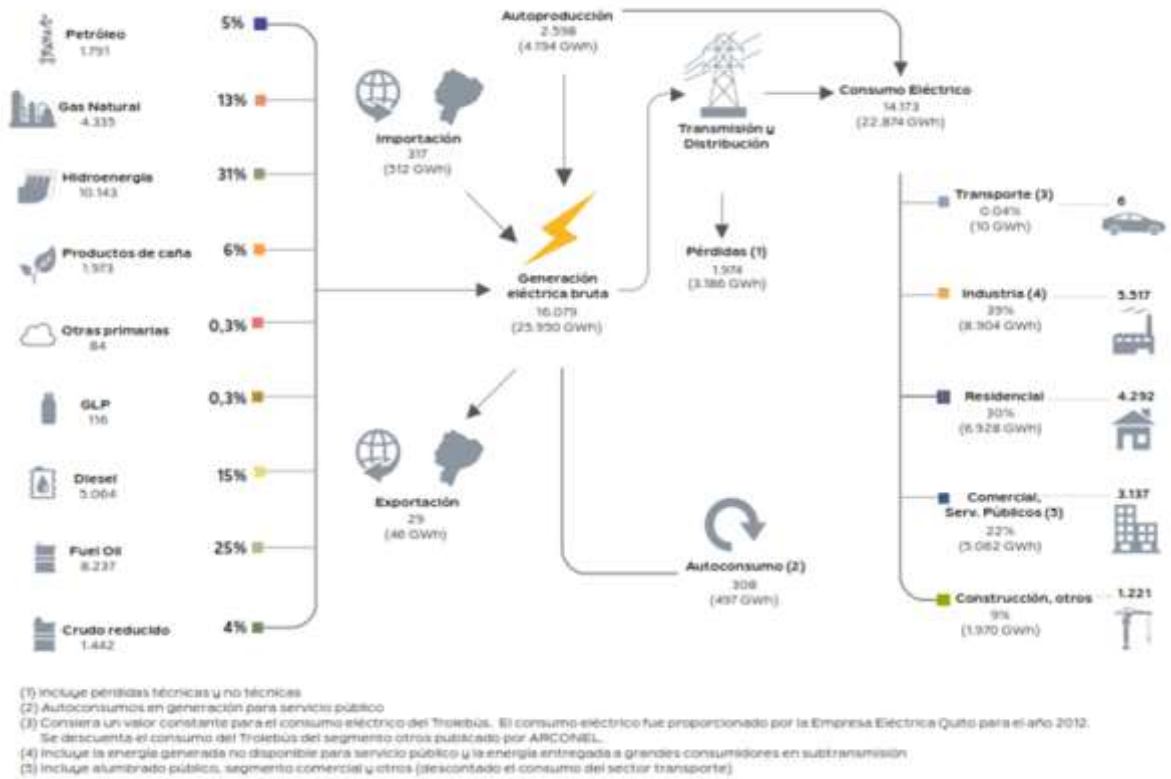 Petróleo
1.791
5%
Gas Natural
4.335
13%
Hidroenergía
10.143
31%
Productos de caña
1.973
6%
Otras primarias
84
0,3%
GLP
116
0,3%
Diesel
5.064
15%
Fuel Oil
8.237
25%
Crudo reducido
1.442
4%
Autoproducción
2.598
(4.194 GWh)
Importación
317
(512 GWh)
Generación
eléctrica bruta
16.079
(25.950 GWh)
Exportación
29
(46 GWh)
Transmisión y
Distribución
Pérdidas (1)
1.974
(3.186 GWh)
Autoconsumo (2)
308
(497 GWh)
Consumo Eléctrico
14.173
(22.874 GWh)
Transporte (3)
0.04%
(10 GWh)
6
Industria (4)
39%
(8.904 GWh)
5.517
Residencial
30%
(6.928 GWh)
4.292
Comercial,
Serv. Públicos (5)
22%
(5.062 GWh)
3.137
Construcción, otros
9%
(1.970 GWh)
1.221
(1) Incluye pérdidas técnicas y no técnicas
(2) Autoconsumos en generación para servicio público
(3) Consiera un valor constante para el consumo eléctrico del Trolebús. El consumo eléctrico fue proporcionado por la Empresa Eléctrica Quito para el año 2012.
Se descuenta el consumo del Trolebús del segmento otros publicado por ARCONEL.
(4) Incluye la energía generada no disponible para servicio público y la energía entregada a grandes consumidores en subtransmisión
(5) Incluye alumbrado público, segmento comercial y otros (descontado el consumo del sector transporte)